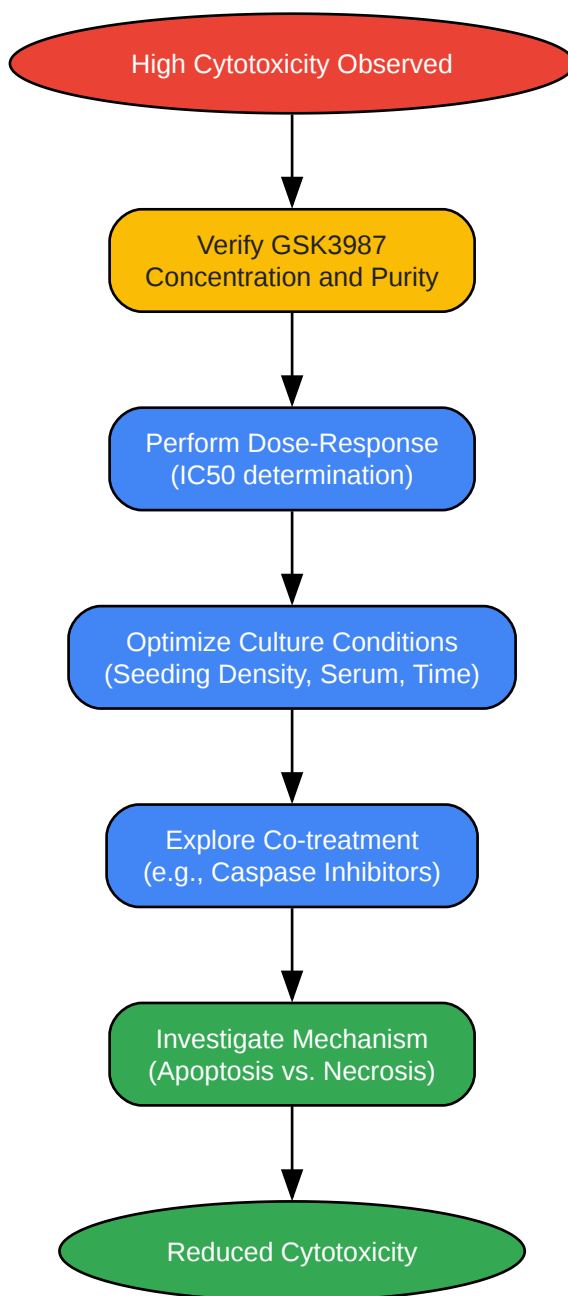 High Cytotoxicity Observed
Verify GSK3987
Concentration and Purity
Perform Dose-Response
(IC50 determination)
Optimize Culture Conditions
(Seeding Density, Serum, Time)
Explore Co-treatment
(e.g., Caspase Inhibitors)
Investigate Mechanism
(Apoptosis vs. Necrosis)
Reduced Cytotoxicity